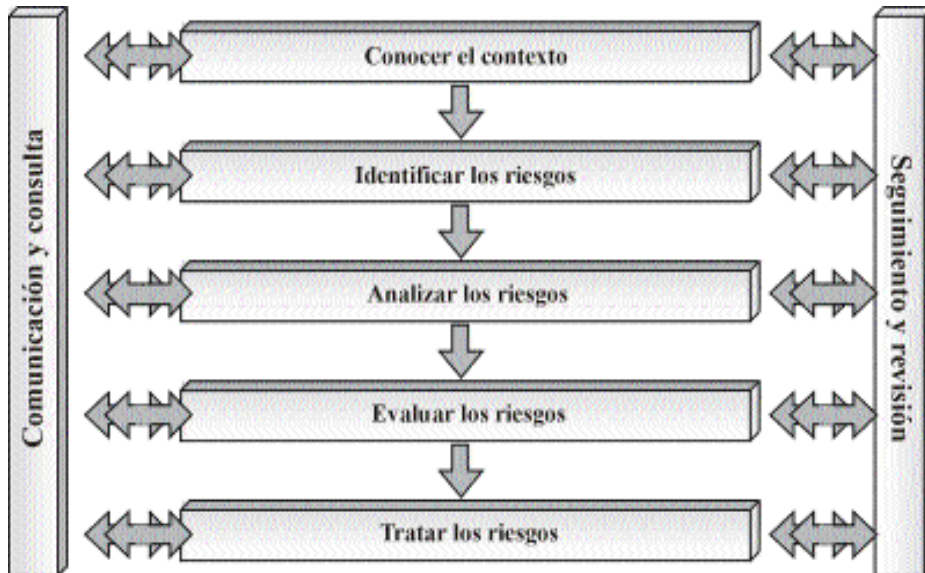 Comunicación y consulta
Conocer el contexto
Identificar los riesgos
Analizar los riesgos
Evaluar los riesgos
Tratar los riesgos
Seguimiento y revisión